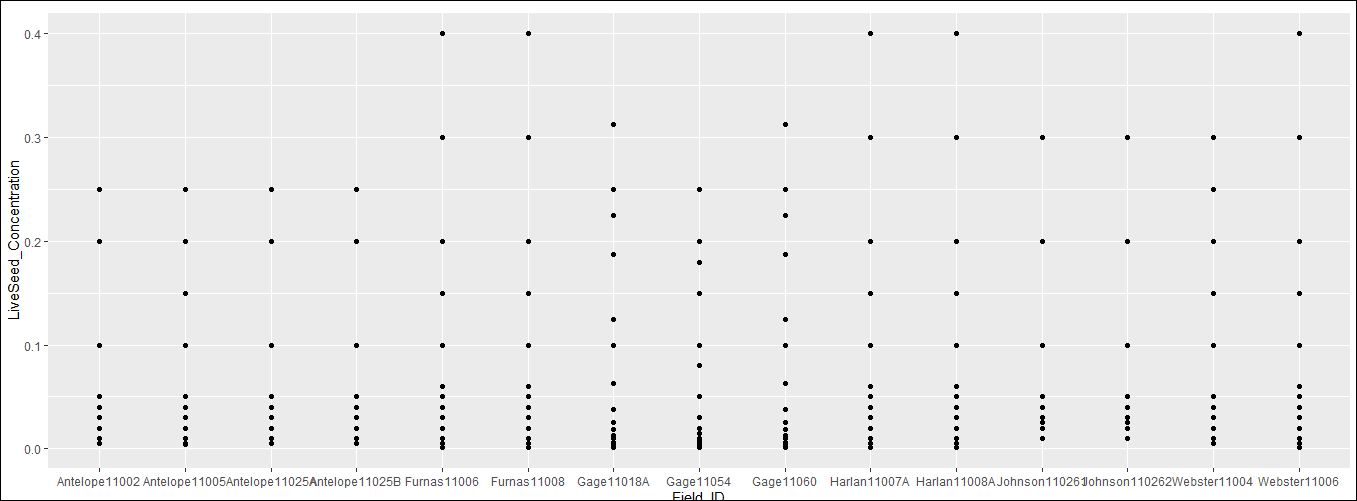 LiveSeed_Concentration
0.4
0.3
0.2
0.1
0.0
Antelope11002 Antelope11005 Antelope11025A Antelope11025B Furnas11006 Furnas11008 Gage11018A Gage11054 Gage11060 Harlan11007A Harlan11008A Johnson110261 Johnson110262 Webster11004 Webster11006
Field_ID